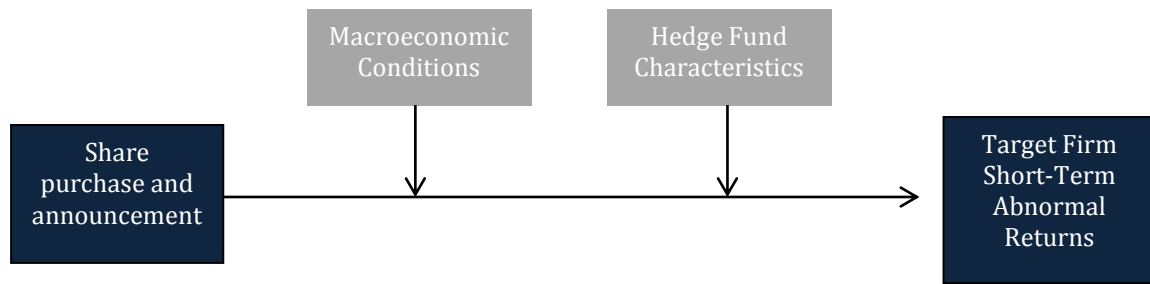 Macroeconomic
Conditions
Hedge Fund
Characteristics
Share
purchase and
announcement
Target Firm
Short-Term
Abnormal
Returns